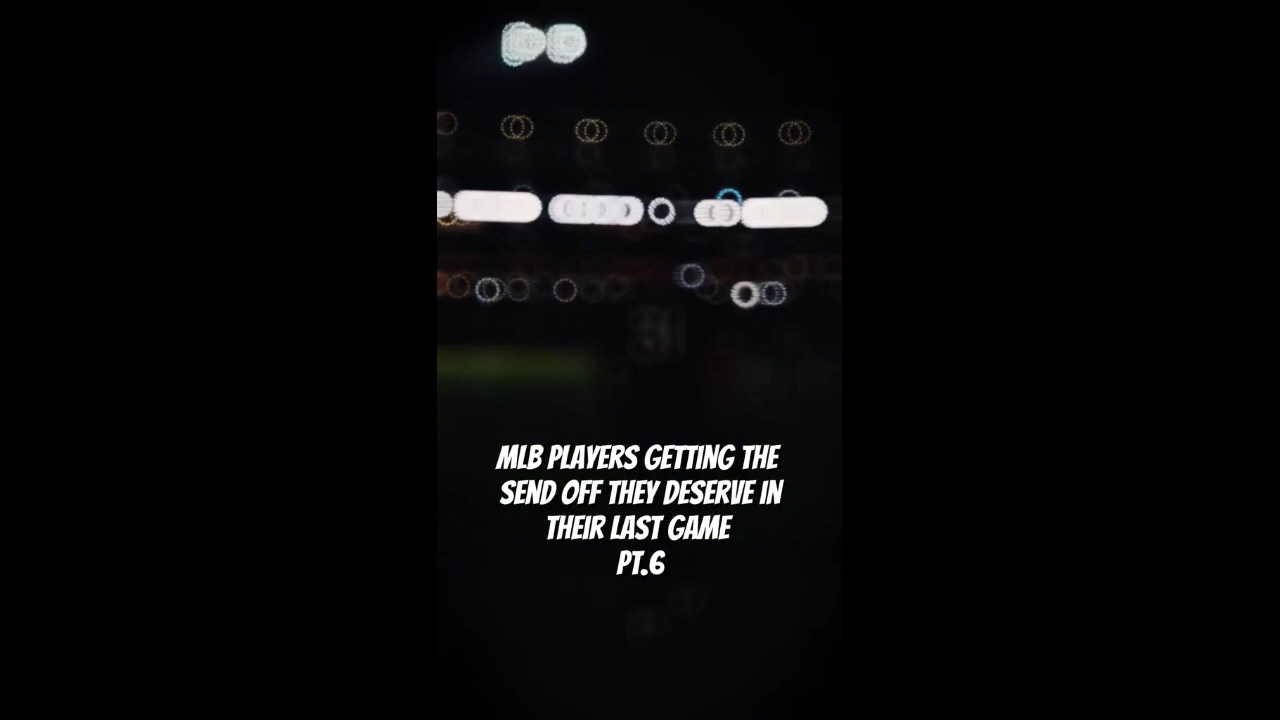 MLB PLAYERS GETTING THE
SEND OFF THEY DESERVE IN
THEIR LAST GAME
PT.6